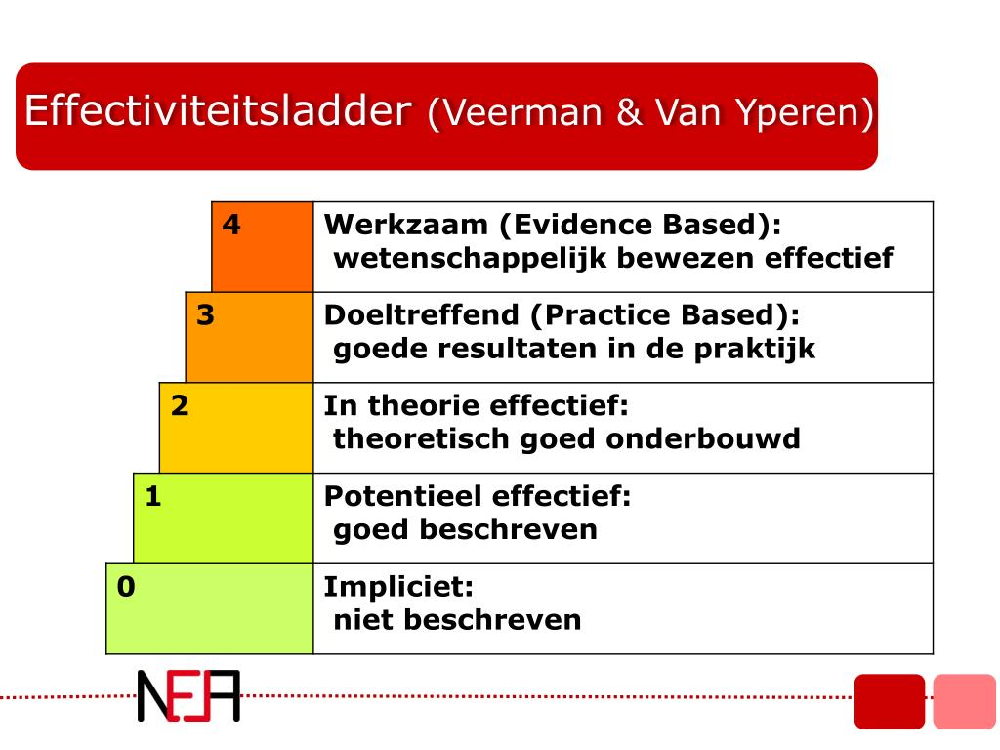 Effectiviteitsladder (Veerman & Van Yperen)
4 Werkzaam (Evidence Based):
wetenschappelijk bewezen effectief
3 Doeltreffend (Practice Based):
goede resultaten in de praktijk
2 In theorie effectief:
theoretisch goed onderbouwd
1 Potentieel effectief:
goed beschreven
0 Impliciet:
niet beschreven
NEA